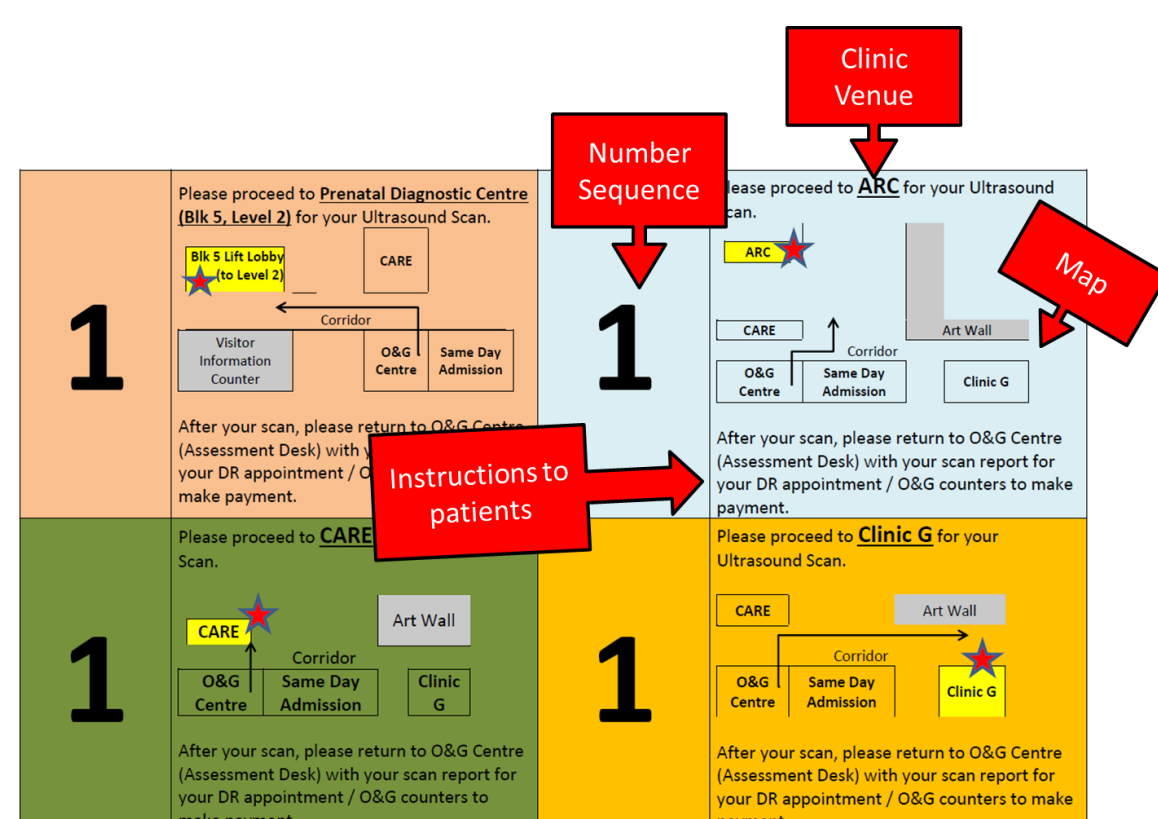 Clinic
Venue
Number
Sequence
Map
Instructions to
patients
1
Please proceed to Prenatal Diagnostic Centre
(Blk 5, Level 2) for your Ultrasound Scan.
Blk 5 Lift Lobby
(to Level 2)
CARE
Corridor
Visitor
Information
Counter
O&G
Centre
Same Day
Admission
After your scan, please return to O&G Centre
(Assessment Desk) with
your DR appointment /
make payment.
1
Please proceed to ARC for your Ultrasound
Scan.
ARC
CARE
Art Wall
Corridor
O&G
Centre
Same Day
Admission
Clinic G
After your scan, please return to O&G Centre
(Assessment Desk) with your scan report for
your DR appointment / O&G counters to make
payment.
1
Please proceed to CARE
Scan.
CARE
Art Wall
Corridor
O&G
Centre
Same Day
Admission
Clinic
G
After your scan, please return to O&G Centre
(Assessment Desk) with your scan report for
your DR appointment / O&G counters to
make payment.
1
Please proceed to Clinic G for your
Ultrasound Scan.
CARE
Art Wall
Corridor
O&G
Centre
Same Day
Admission
Clinic G
After your scan, please return to O&G Centre
(Assessment Desk) with your scan report for
your DR appointment / O&G counters to make
payment.